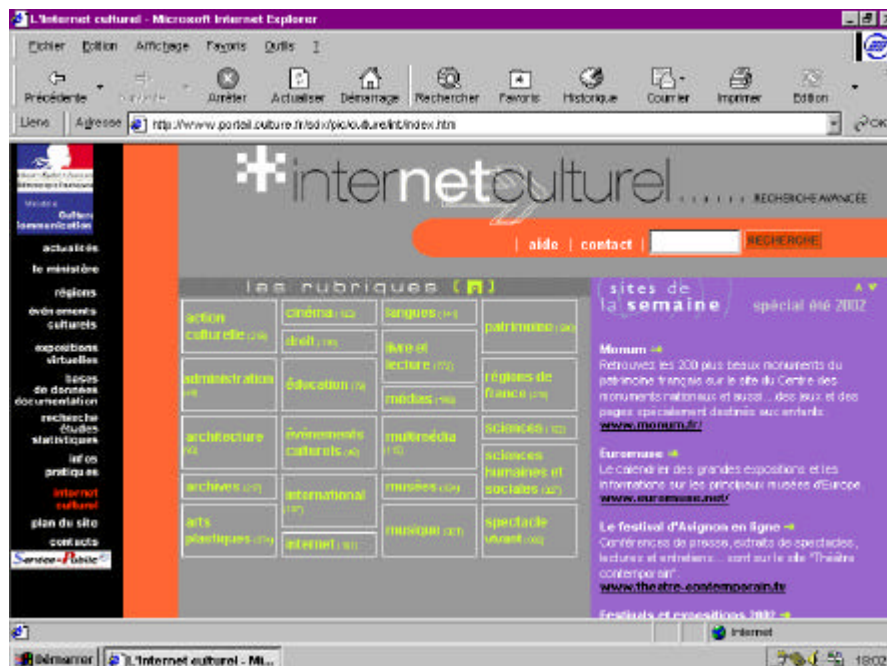 L'Internet culturel - Microsoft Internet Explorer
Fichier Edition Affichage Favoris Outils ?
Précédente Arrêter Actualiser Démarrage Rechercher Favoris Historique Courrier Imprimer Edition
Liens Adresse http://www.portail.culture.fr/sdx/pic/culture/int/index.htm OK
internetculturel...... RECHERCHE AVANCÉE
| aide | contact | RECHERCHE
Culture
Communication
actualités
le ministère
régions
événements
culturels
expositions
virtuelles
bases
de données
documentation
recherche
études
statistiques
infos
pratiques
internet
culturel
plan du site
contacts
Service-Public
les rubriques
action
culturelle
administration
architecture
archives
arts
plastiques
cinéma
droit
éducation
événements
culturels
international
internet
langues
livre et
lecture
médias
multimédia
musées
musique
patrimoine
régions de
france
sciences
sciences
humaines et
sociales
spectacle
vivant
sites de
la semaine spécial été 2002
Monum
Retrouvez les 200 plus beaux monuments du
patrimoine français sur le site du Centre des
monuments nationaux et aussi... des jeux et des
pages spécialement destinés aux enfants.
www.monum.fr/
Euromuse
Le calendrier des grandes expositions et les
informations sur les principaux musées d'Europe.
www.euromuse.net/
Le festival d'Avignon en ligne
Conférences de presse, extraits de spectacles,
lectures et entretiens... sont sur le site "Théâtre
contemporain".
www.theatre-contemporain.tv
Festivals et expositions 2002
Internet
Démarrer L'Internet culturel - Mi...